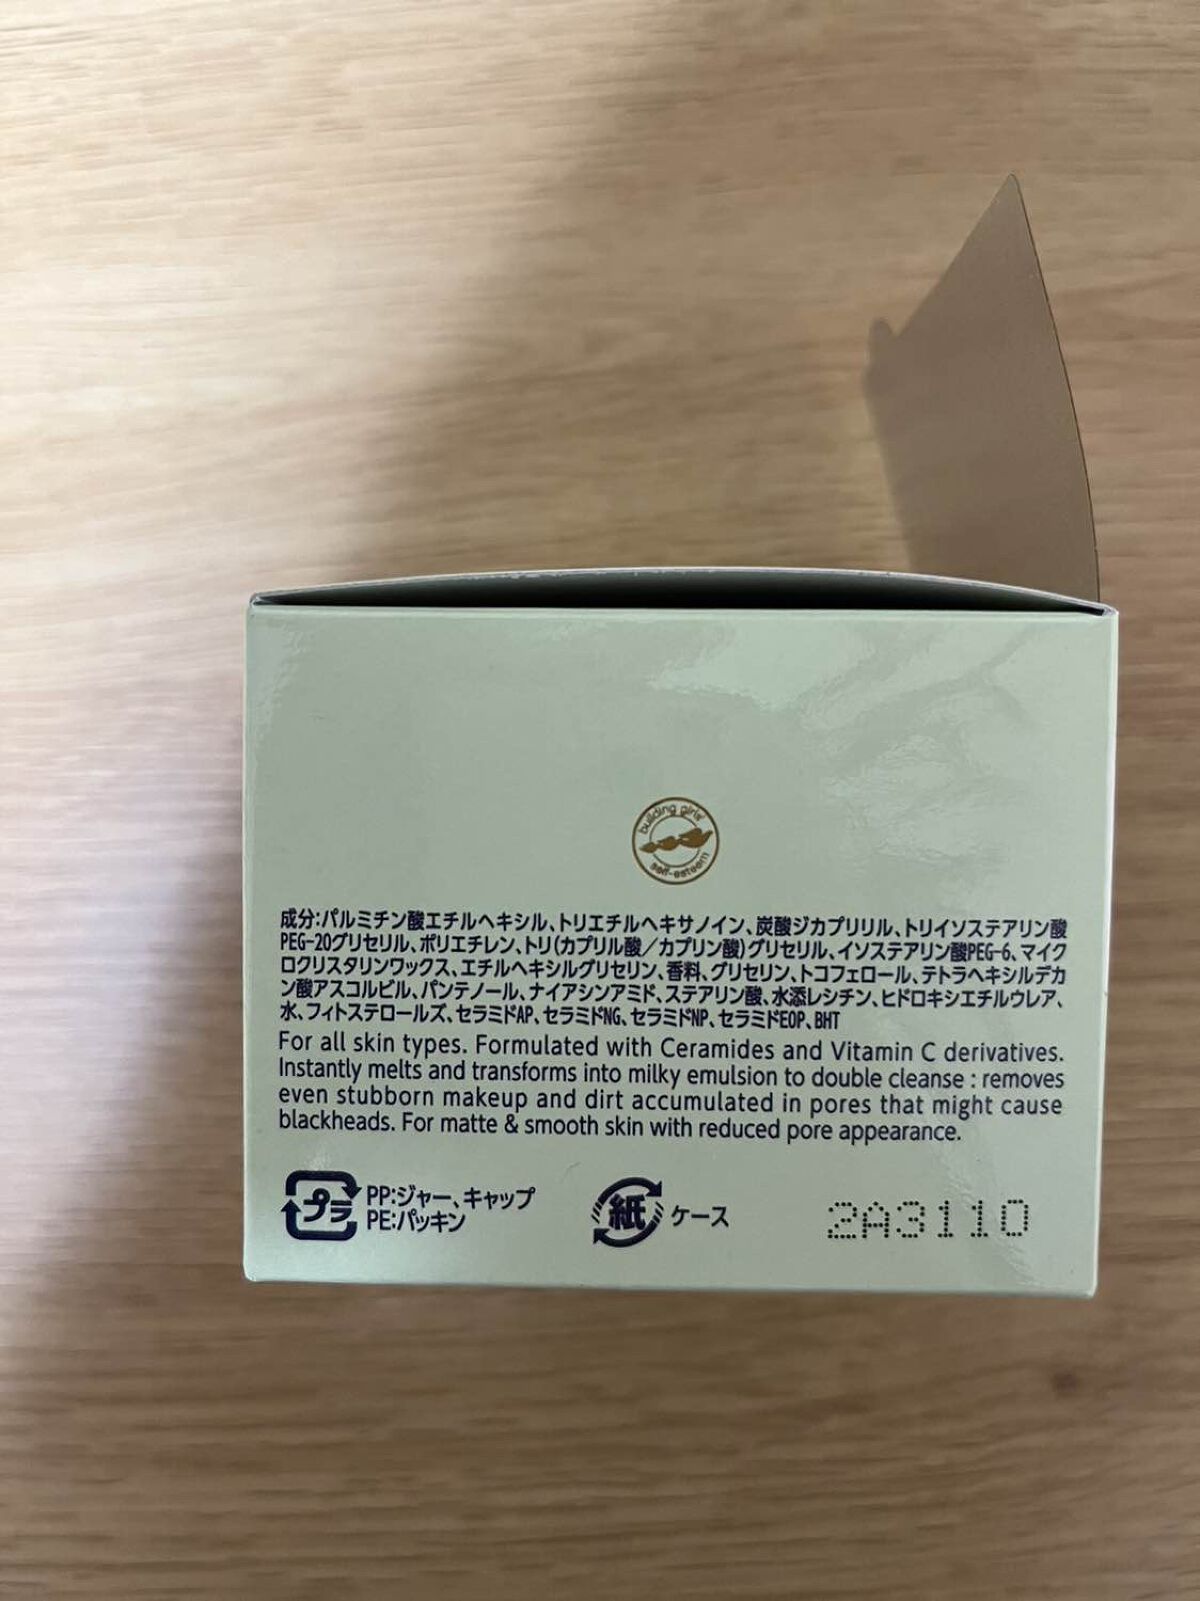 building girls'
self-esteem
成分:パルミチン酸エチルヘキシル、トリエチルヘキサノイン、炭酸ジカプリリル、トリイソステアリン酸
PEG-20グリセリル、ポリエチレン、トリ(カプリル酸/カプリン酸)グリセリル、イソステアリン酸PEG-6、マイク
ロクリスタリンワックス、エチルヘキシルグリセリン、香料、グリセリン、トコフェロール、テトラヘキシルデカ
ン酸アスコルビル、パンテノール、ナイアシンアミド、ステアリン酸、水添レシチン、ヒドロキシエチルウレア、
水、フィトステロールズ、セラミドAP、セラミドNG、セラミドNP、セラミドEOP、BHT
For all skin types. Formulated with Ceramides and Vitamin C derivatives.
Instantly melts and transforms into milky emulsion to double cleanse : removes
even stubborn makeup and dirt accumulated in pores that might cause
blackheads. For matte & smooth skin with reduced pore appearance.
プラ PP:ジャー、キャップ
PE:パッキン
紙 ケース
2A3110